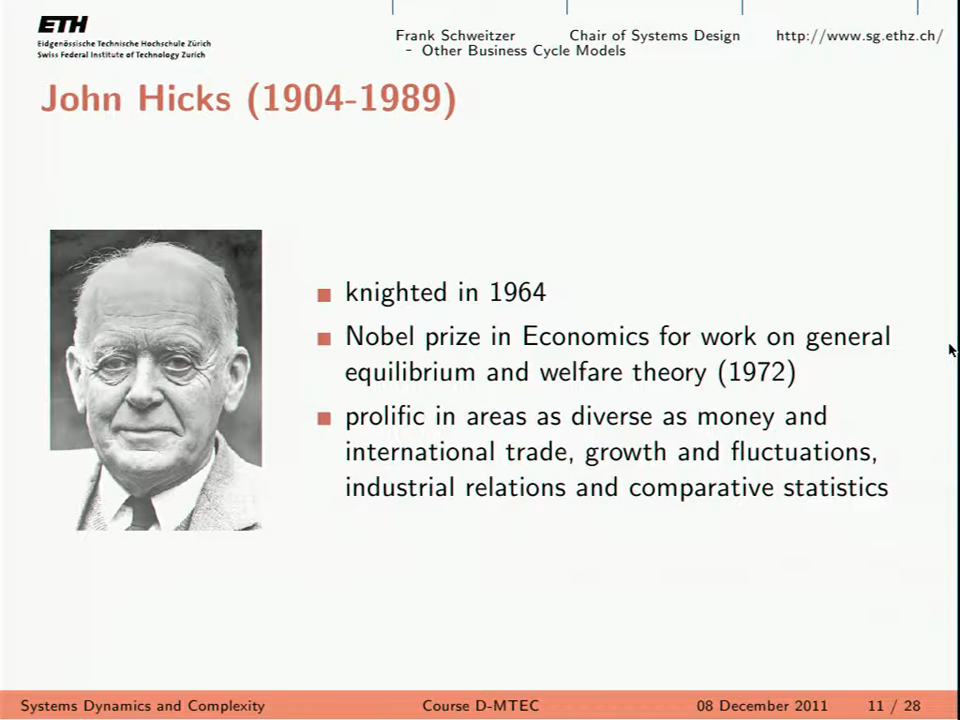 ETH
Eidgenössische Technische Hochschule Zürich
Swiss Federal Institute of Technology Zurich
Frank Schweitzer Chair of Systems Design http://www.sg.ethz.ch/
- Other Business Cycle Models
John Hicks (1904-1989)
knighted in 1964
Nobel prize in Economics for work on general
equilibrium and welfare theory (1972)
prolific in areas as diverse as money and
international trade, growth and fluctuations,
industrial relations and comparative statistics
Systems Dynamics and Complexity Course D-MTEC 08 December 2011 11 / 28